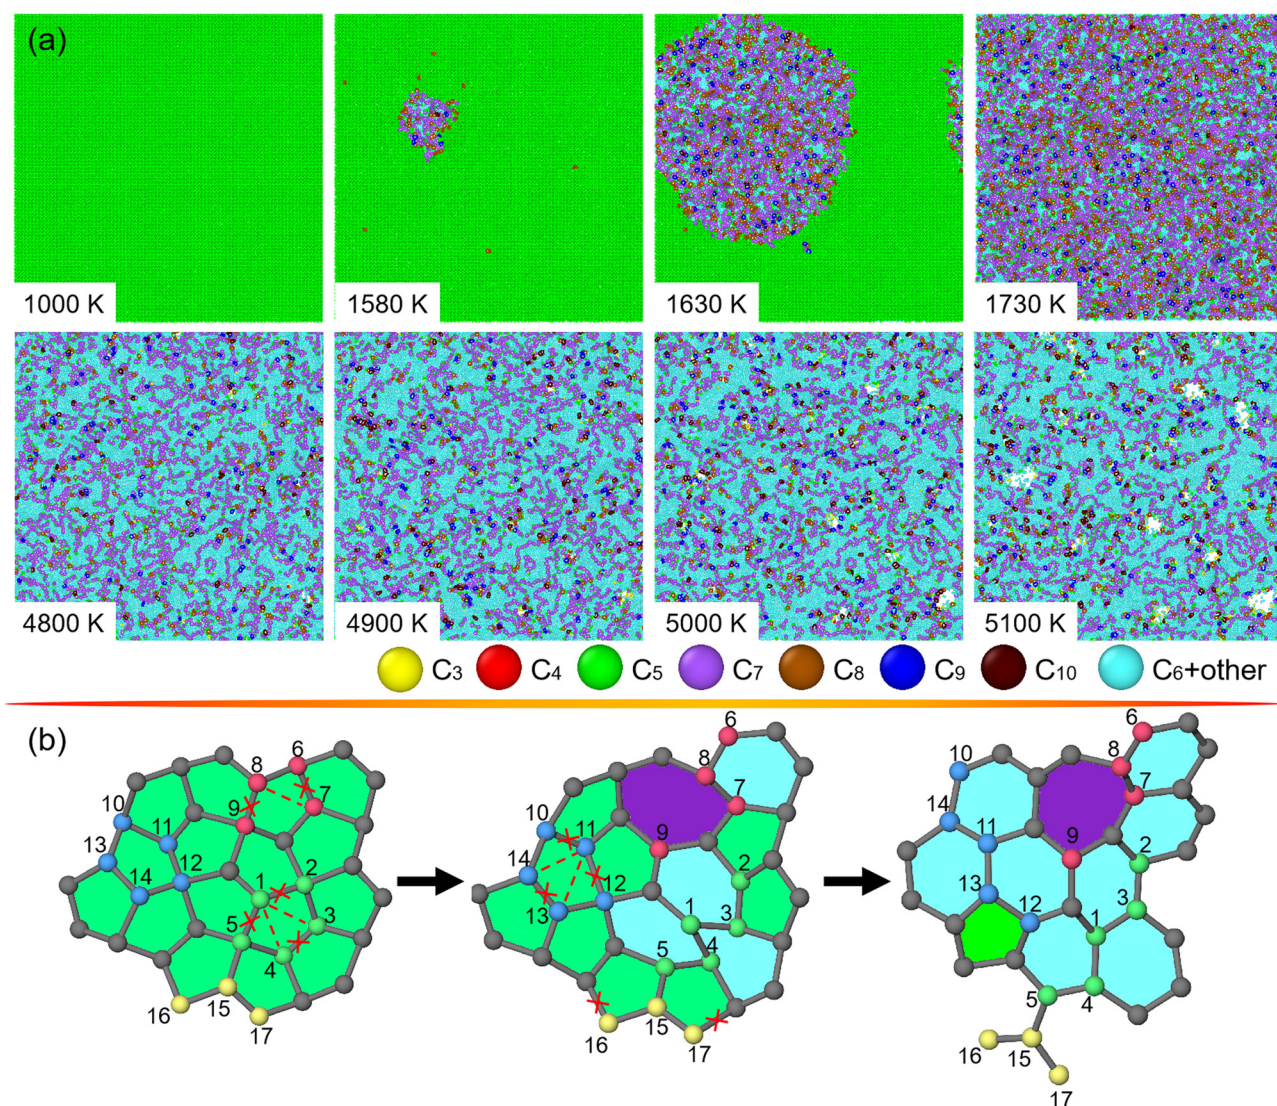 (a)
1000 K
1580 K
1630 K
1730 K
4800 K
4900 K
5000 K
5100 K
C3 C4 C5 C7 C8 C9 C10 C6+other
(b)
8 6
9 7
10 11
13 12 2
14 1
5 3
4
16 15
17
6
8
7
10 11 9
14 12 2
13 1 3
5 4
16 15
17
6
10 8
7
14 11 9 2
13 12 3
1
5 4
16 15
17